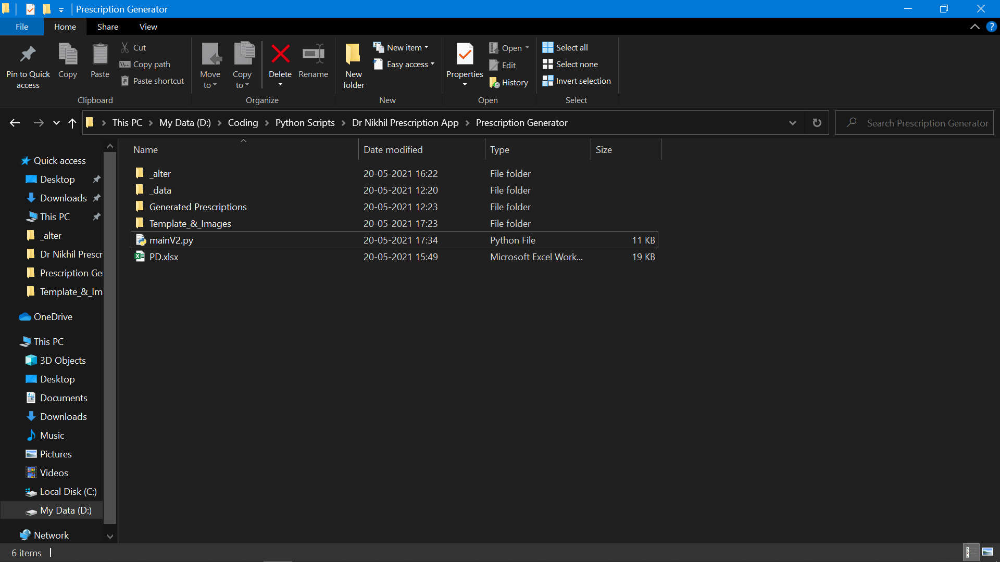 Prescription Generator
File Home Share View
Pin to Quick access
Copy
Paste
Cut
Copy path
Paste shortcut
Clipboard
Move to
Copy to
Delete
Rename
Organize
New folder
New item
Easy access
New
Properties
Open
Edit
History
Open
Select all
Select none
Invert selection
Select
This PC My Data (D:) Coding Python Scripts Dr Nikhil Prescription App Prescription Generator
Search Prescription Generator
Quick access
Desktop
Downloads
This PC
_alter
Dr Nikhil Prescr
Prescription Ge
Template_&_Im
OneDrive
This PC
3D Objects
Desktop
Documents
Downloads
Music
Pictures
Videos
Local Disk (C:)
My Data (D:)
Network
Name Date modified Type Size
_alter 20-05-2021 16:22 File folder
_data 20-05-2021 12:20 File folder
Generated Prescriptions 20-05-2021 12:23 File folder
Template_&_Images 20-05-2021 17:23 File folder
mainV2.py 20-05-2021 17:34 Python File 11 KB
PD.xlsx 20-05-2021 15:49 Microsoft Excel Work... 19 KB
6 items